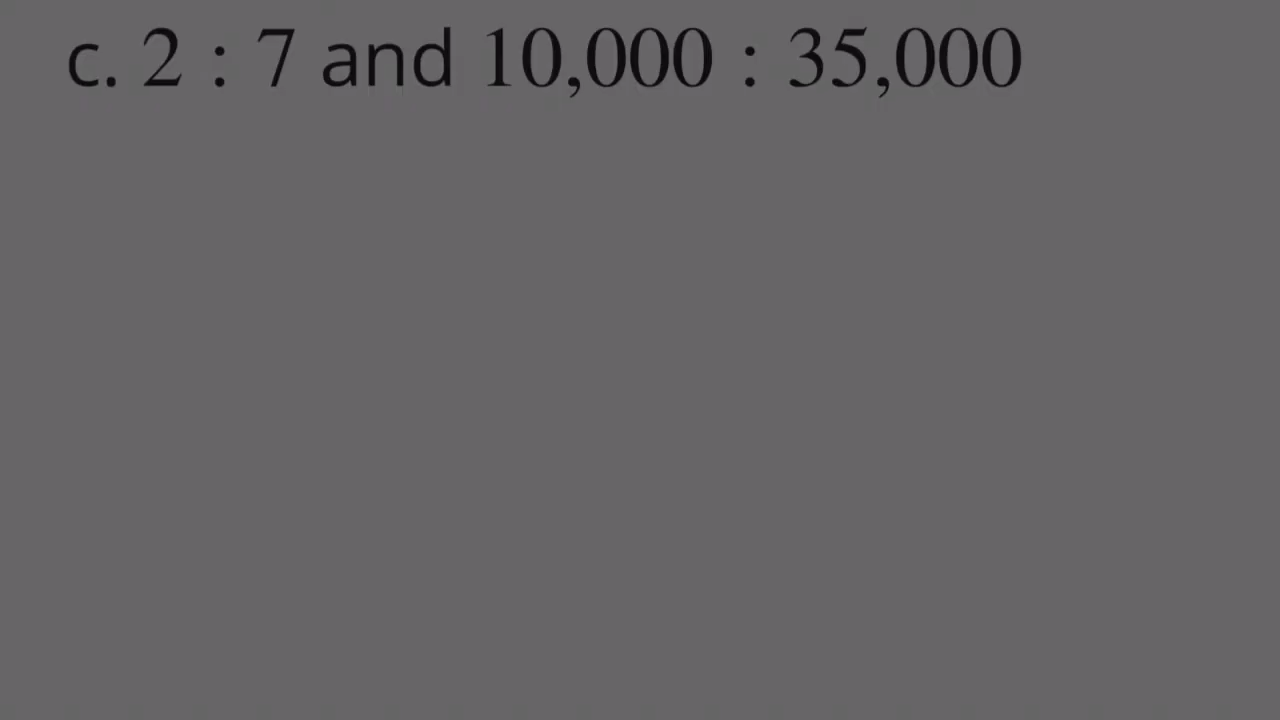 c. 2 : 7 and 10,000 : 35,000